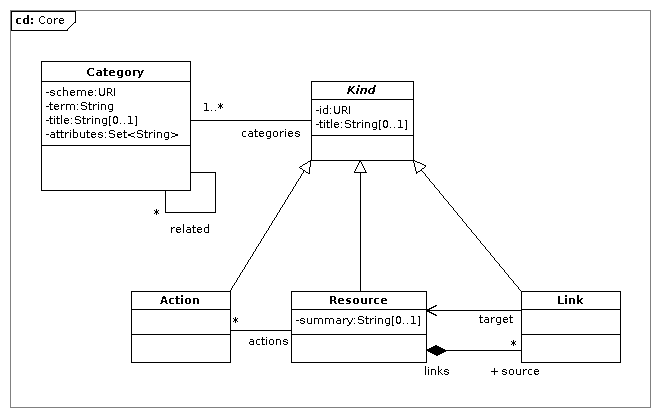 cd: Core
Category
-scheme:URI
-term:String
-title:String[0..1]
-attributes:Set<String>
1..*
categories
Kind
-id:URI
-title:String[0..1]
*
related
Action
*
actions
Resource
-summary:String[0..1]
Link
target
*
links
+ source